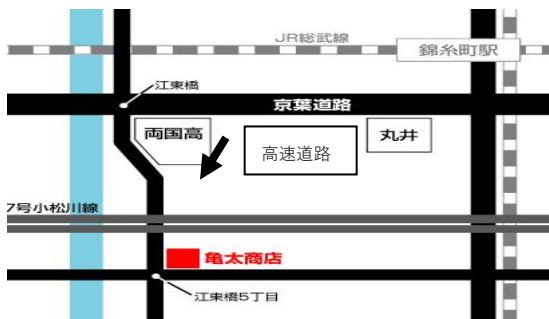 JR総武線
錦糸町駅
江東橋
京葉道路
両国高
高速道路
丸井
7号小松川線
亀太商店
江東橋5丁目